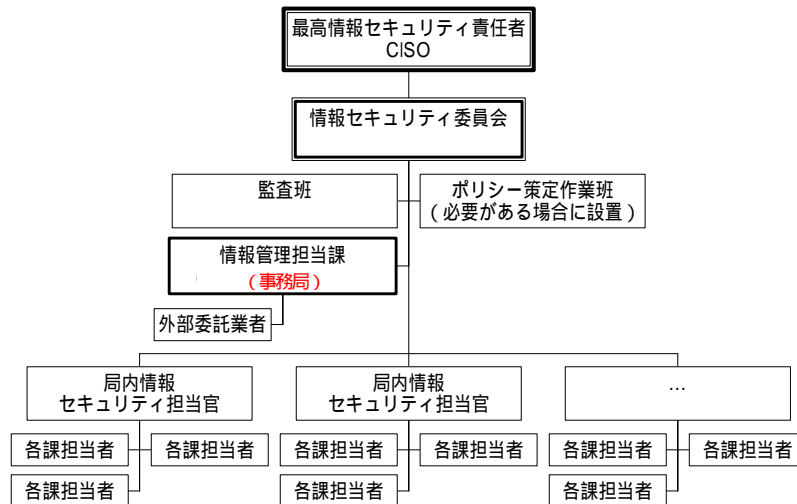 最高情報セキュリティ責任者
CISO
情報セキュリティ委員会
監査班
ポリシー策定作業班
（必要がある場合に設置）
情報管理担当課
（事務局）
外部委託業者
局内情報
セキュリティ担当官
局内情報
セキュリティ担当官
…
各課担当者
各課担当者
各課担当者
各課担当者
各課担当者
各課担当者
各課担当者
各課担当者
各課担当者